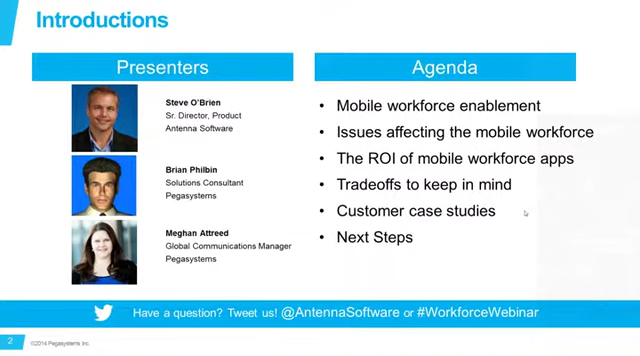 Introductions
Presenters
Steve O'Brien
Sr. Director, Product
Antenna Software
Brian Philbin
Solutions Consultant
Pegasystems
Meghan Attreed
Global Communications Manager
Pegasystems
Agenda
• Mobile workforce enablement
• Issues affecting the mobile workforce
• The ROI of mobile workforce apps
• Tradeoffs to keep in mind
• Customer case studies
• Next Steps
Have a question? Tweet us! @AntennaSoftware or #WorkforceWebinar
2
©2014 Pegasystems Inc.